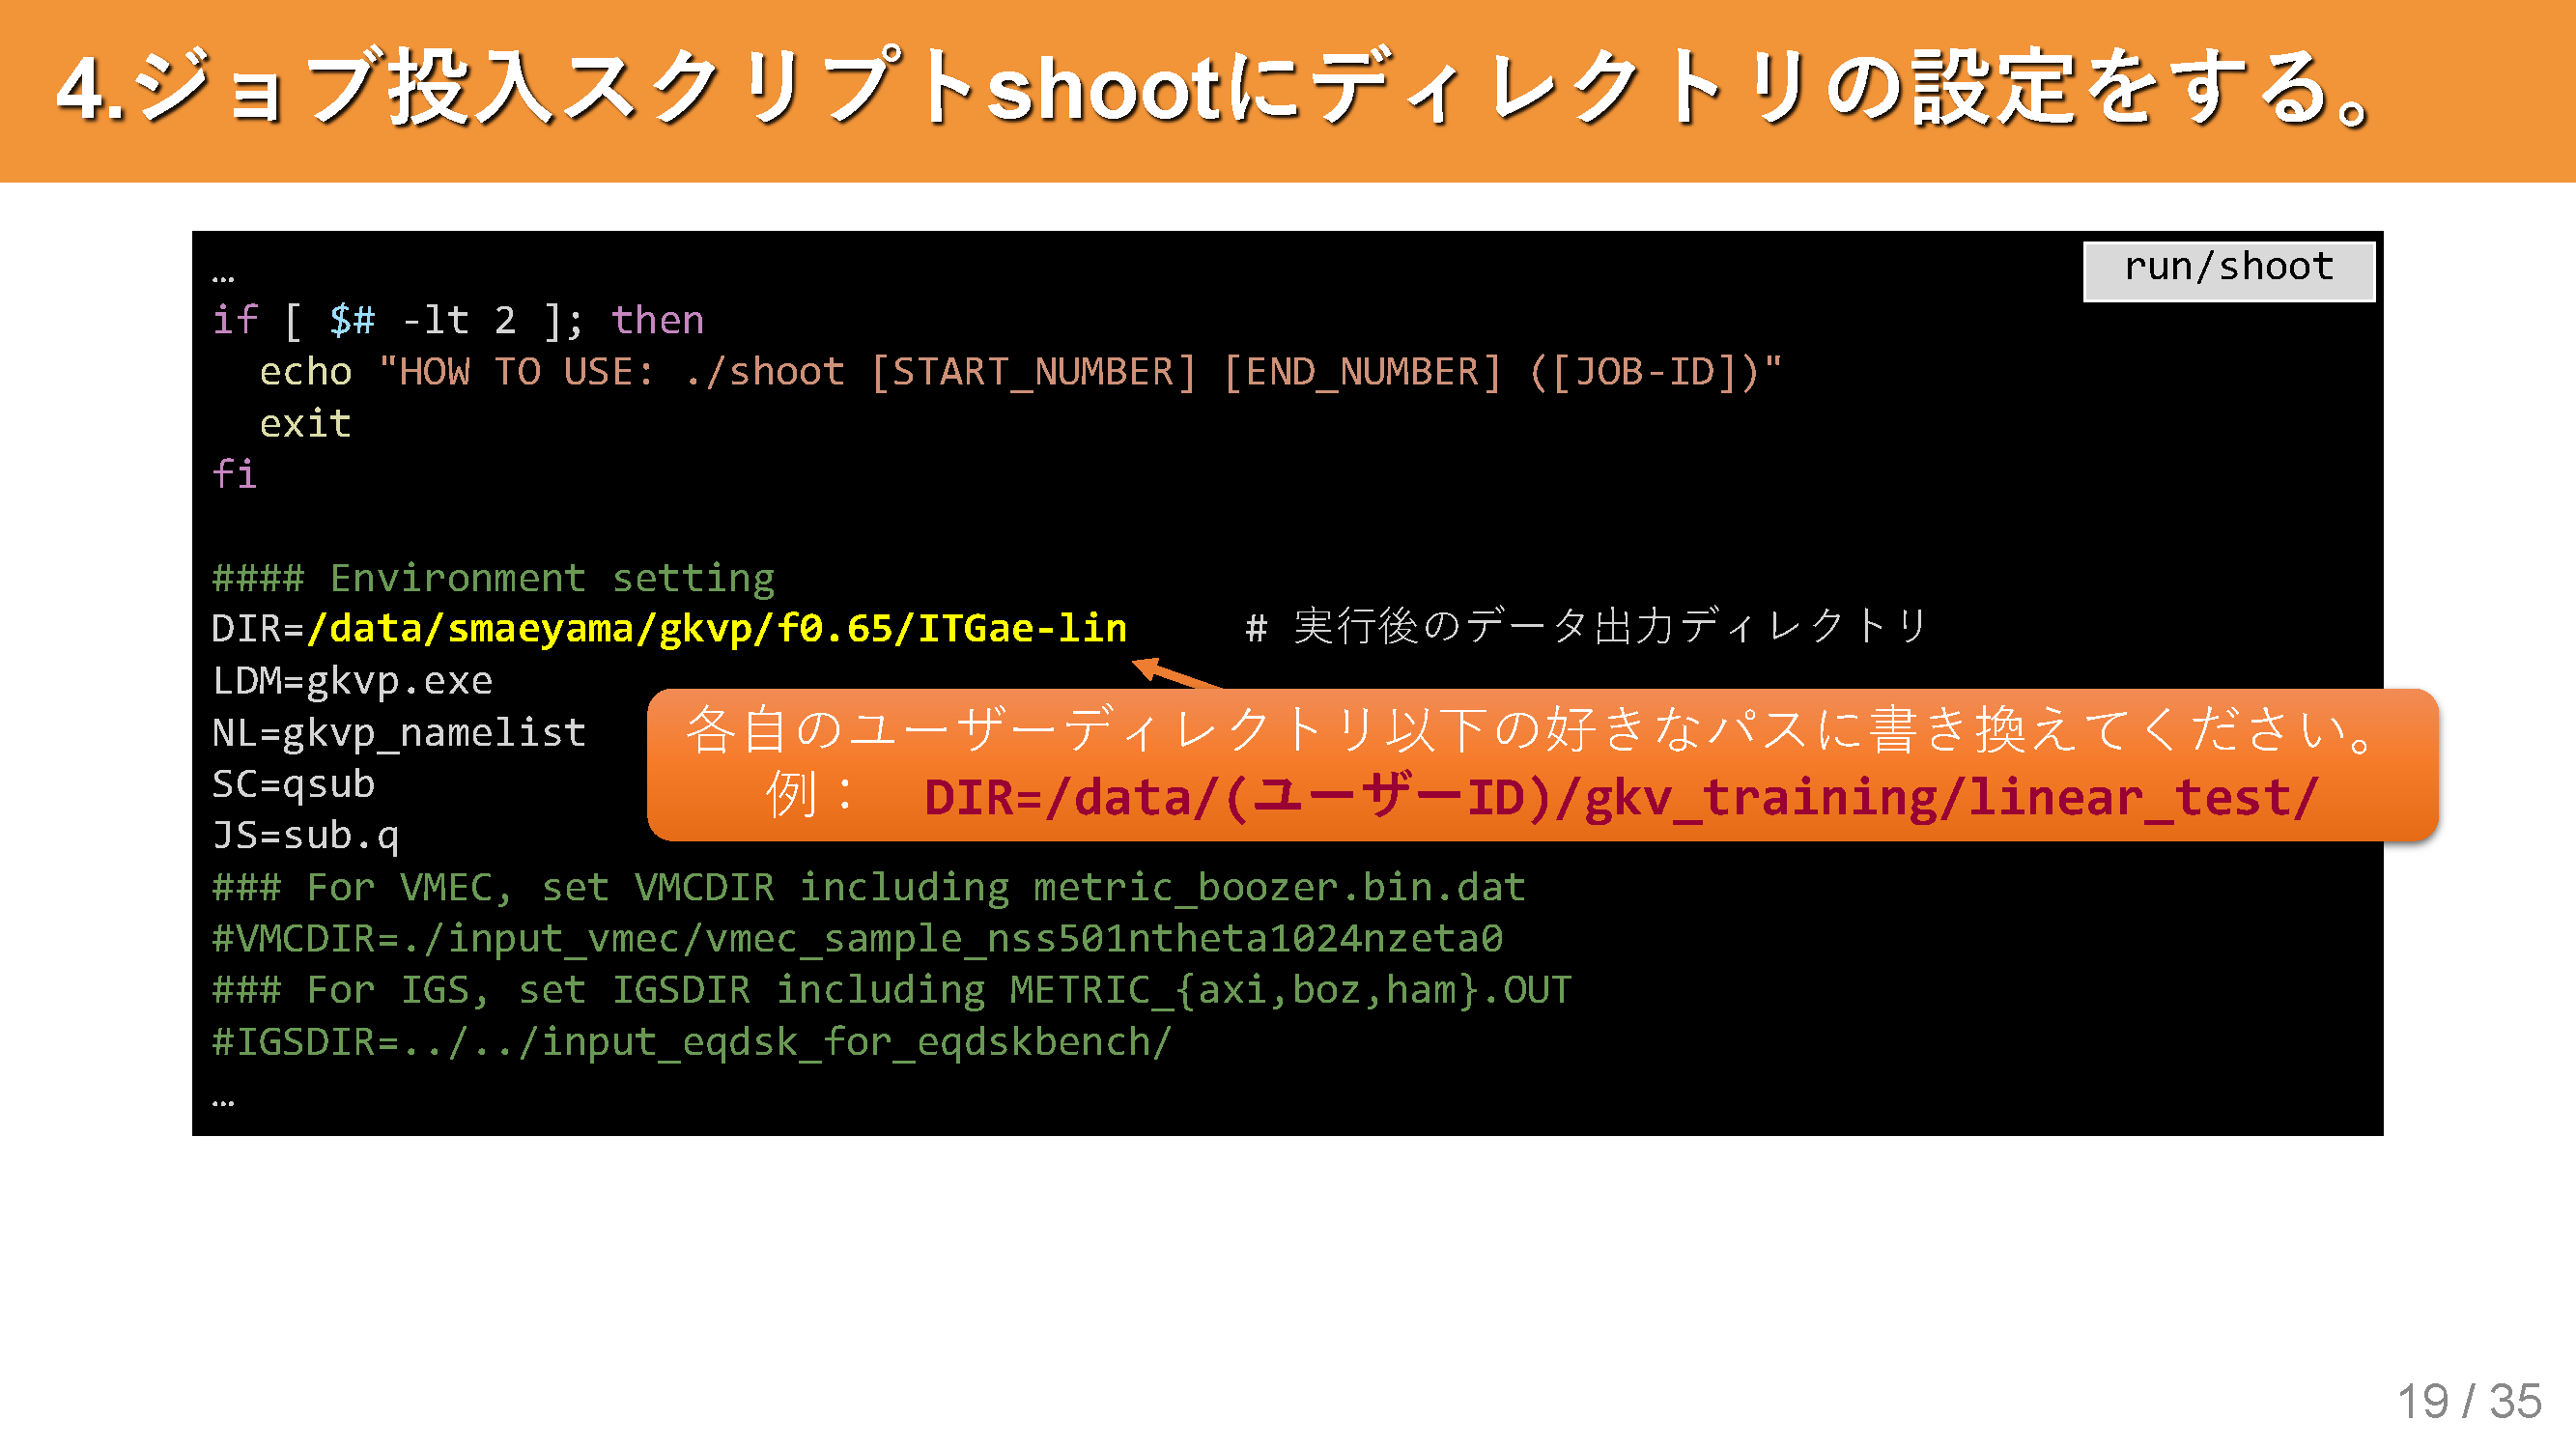 4.ジョブ投入スクリプトshootにディレクトリの設定をする。
run/shoot
…
if [ $# -lt 2 ]; then
  echo "HOW TO USE: ./shoot [START_NUMBER] [END_NUMBER] ([JOB-ID])"
  exit
fi
#### Environment setting
DIR=/data/smaeyama/gkvp/f0.65/ITGae-lin # 実行後のデータ出力ディレクトリ
LDM=gkvp.exe
NL=gkvp_namelist
SC=qsub
JS=sub.q
各自のユーザーディレクトリ以下の好きなパスに書き換えてください。
例： DIR=/data/(ユーザーID)/gkv_training/linear_test/
### For VMEC, set VMCDIR including metric_boozer.bin.dat
#VMCDIR=./input_vmec/vmec_sample_nss501ntheta1024nzeta0
### For IGS, set IGSDIR including METRIC_{axi,boz,ham}.OUT
#IGSDIR=../../input_eqdsk_for_eqdskbench/
…
19 / 35